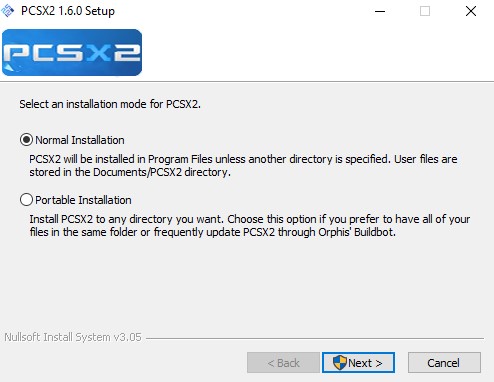 PCSX2 1.6.0 Setup
PCSX2
Select an installation mode for PCSX2.
Normal Installation
PCSX2 will be installed in Program Files unless another directory is specified. User files are
stored in the Documents/PCSX2 directory.
Portable Installation
Install PCSX2 to any directory you want. Choose this option if you prefer to have all of your
files in the same folder or frequently update PCSX2 through Orphis' Buildbot.
Nullsoft Install System v3.05
< Back Next > Cancel